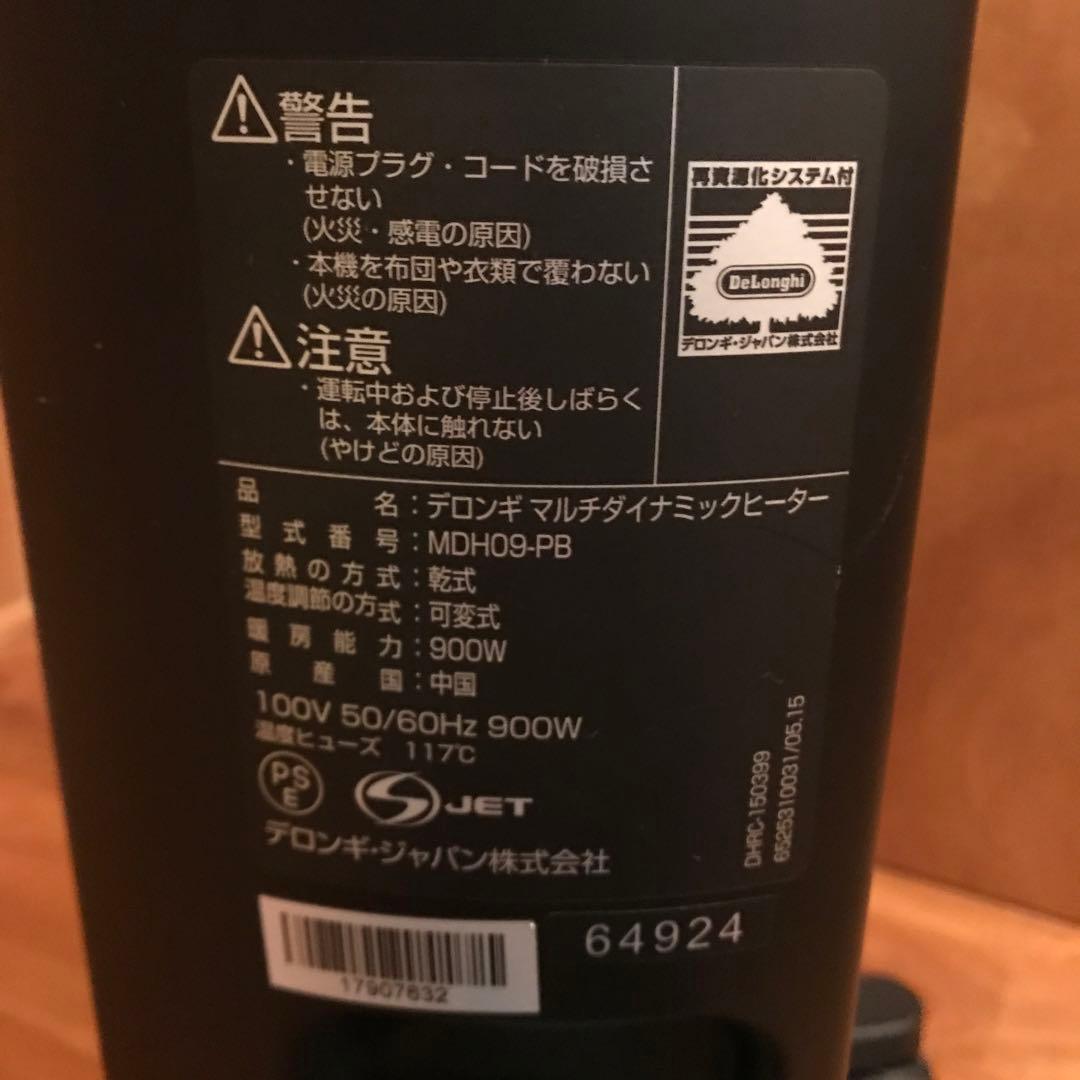 警告
・電源プラグ・コードを破損さ
せない
(火災・感電の原因)
・本機を布団や衣類で覆わない
(火災の原因)
注意
・運転中および停止後しばらく
は、本体に触れない
(やけどの原因)
再資源化システム付
DeLonghi
デロンギ・ジャパン株式会社
品名:デロンギ マルチダイナミックヒーター
型式番号:MDH09-PB
放熱の方式:乾式
温度調節の方式:可変式
暖房能力:900W
原産国:中国
100V 50/60Hz 900W
温度ヒューズ 117℃
PS
E
JET
デロンギ・ジャパン株式会社
DHRC-150399
6525310031/05.15
17907632
64924